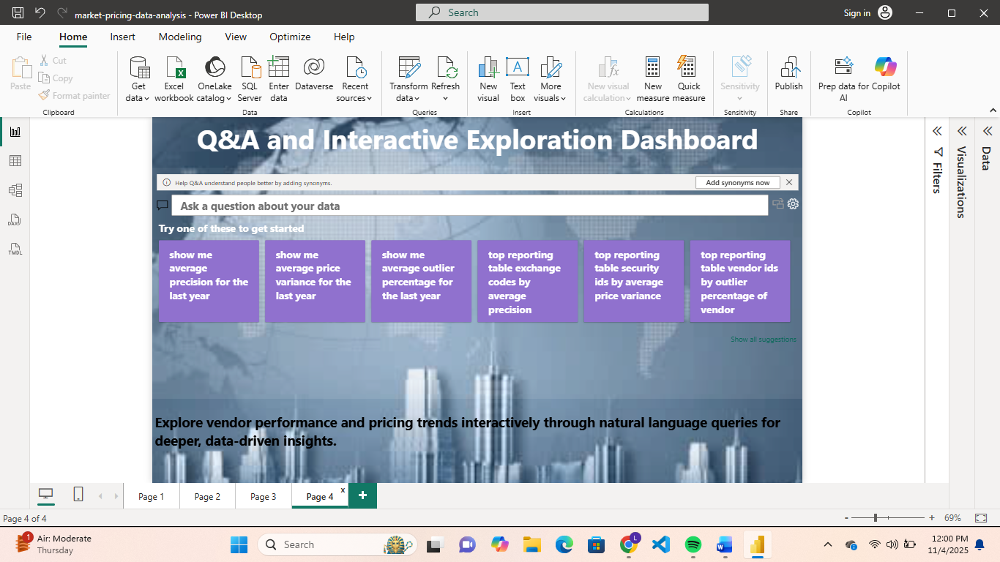 market-pricing-data-analysis - Power BI Desktop
Search
Sign in
File Home Insert Modeling View Optimize Help
Paste
Cut
Copy
Format painter
Clipboard
Get data
Excel workbook
OneLake catalog
SQL Server
Enter data
Dataverse
Recent sources
Data
Transform data
Refresh
Queries
New visual
Text box
More visuals
Insert
New visual calculation
New measure
Quick measure
Calculations
Sensitivity
Sensitivity
Publish
Share
Prep data for AI
Copilot
Copilot
DAX
TMDL
Q&A and Interactive Exploration Dashboard
Help Q&A understand people better by adding synonyms.
Add synonyms now
Ask a question about your data
Try one of these to get started
show me
average
precision for the
last year
show me
average price
variance for the
last year
show me
average outlier
percentage for
the last year
top reporting
table exchange
codes by
average
precision
top reporting
table security
ids by average
price variance
top reporting
table vendor ids
by outlier
percentage of
vendor
Show all suggestions
Explore vendor performance and pricing trends interactively through natural language queries for
deeper, data-driven insights.
Filters
Visualizations
Data
Page 1
Page 2
Page 3
Page 4
x
+
Page 4 of 4
- + 69%
1
Air: Moderate
Thursday
Search
L
12:00 PM
11/4/2025